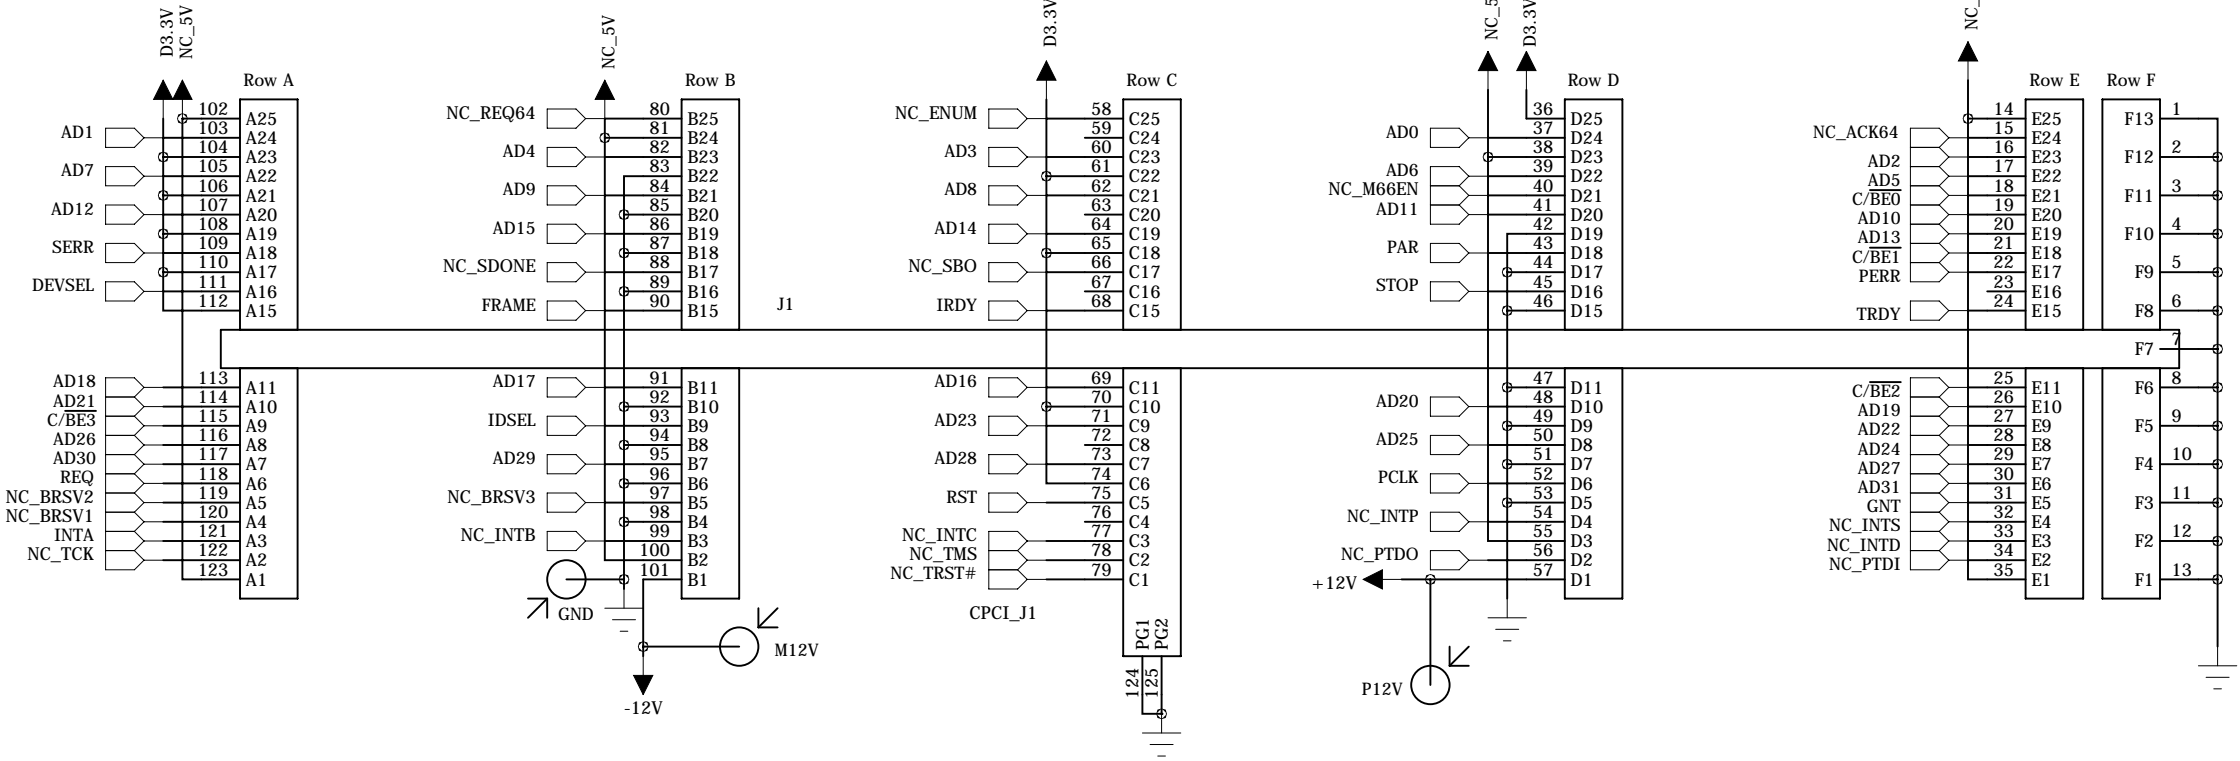 D3.3V
NC_5V
Row A
102 A25
AD1 103 A24
104 A23
AD7 105 A22
106 A21
AD12 107 A20
108 A19
SERR 109 A18
110 A17
DEVSEL 111 A16
112 A15
AD18 113 A11
AD21 114 A10
C/BE3 115 A9
AD26 116 A8
AD30 117 A7
REQ 118 A6
NC_BRSV2 119 A5
NC_BRSV1 120 A4
INTA 121 A3
NC_TCK 122 A2
123 A1
NC_5V
Row B
NC_REQ64 80 B25
81 B24
AD4 82 B23
83 B22
AD9 84 B21
85 B20
AD15 86 B19
87 B18
NC_SDONE 88 B17
89 B16
FRAME 90 B15
J1
AD17 91 B11
92 B10
IDSEL 93 B9
94 B8
AD29 95 B7
96 B6
NC_BRSV3 97 B5
98 B4
NC_INTB 99 B3
100 B2
101 B1
GND
M12V
-12V
D3.3V
Row C
NC_ENUM 58 C25
59 C24
AD3 60 C23
61 C22
AD8 62 C21
63 C20
AD14 64 C19
65 C18
NC_SBO 66 C17
67 C16
IRDY 68 C15
AD16 69 C11
70 C10
AD23 71 C9
72 C8
AD28 73 C7
74 C6
RST 75 C5
76 C4
NC_INTC 77 C3
NC_TMS 78 C2
NC_TRST# 79 C1
CPCI_J1
PG1
PG2
124
125
NC_5
D3.3V
Row D
36 D25
AD0 37 D24
38 D23
AD6 39 D22
NC_M66EN 40 D21
AD11 41 D20
42 D19
PAR 43 D18
44 D17
STOP 45 D16
46 D15
47 D11
AD20 48 D10
49 D9
AD25 50 D8
51 D7
PCLK 52 D6
53 D5
NC_INTP 54 D4
55 D3
NC_PTDO 56 D2
+12V 57 D1
P12V
NC_
Row E
14 E25
NC_ACK64 15 E24
AD2 16 E23
AD5 17 E22
C/BE0 18 E21
AD10 19 E20
AD13 20 E19
C/BE1 21 E18
PERR 22 E17
23 E16
TRDY 24 E15
C/BE2 25 E11
AD19 26 E10
AD22 27 E9
AD24 28 E8
AD27 29 E7
AD31 30 E6
GNT 31 E5
NC_INTS 32 E4
NC_INTD 33 E3
NC_PTDI 34 E2
35 E1
Row F
F13 1
F12 2
F11 3
F10 4
F9 5
F8 6
F7 7
F6 8
F5 9
F4 10
F3 11
F2 12
F1 13